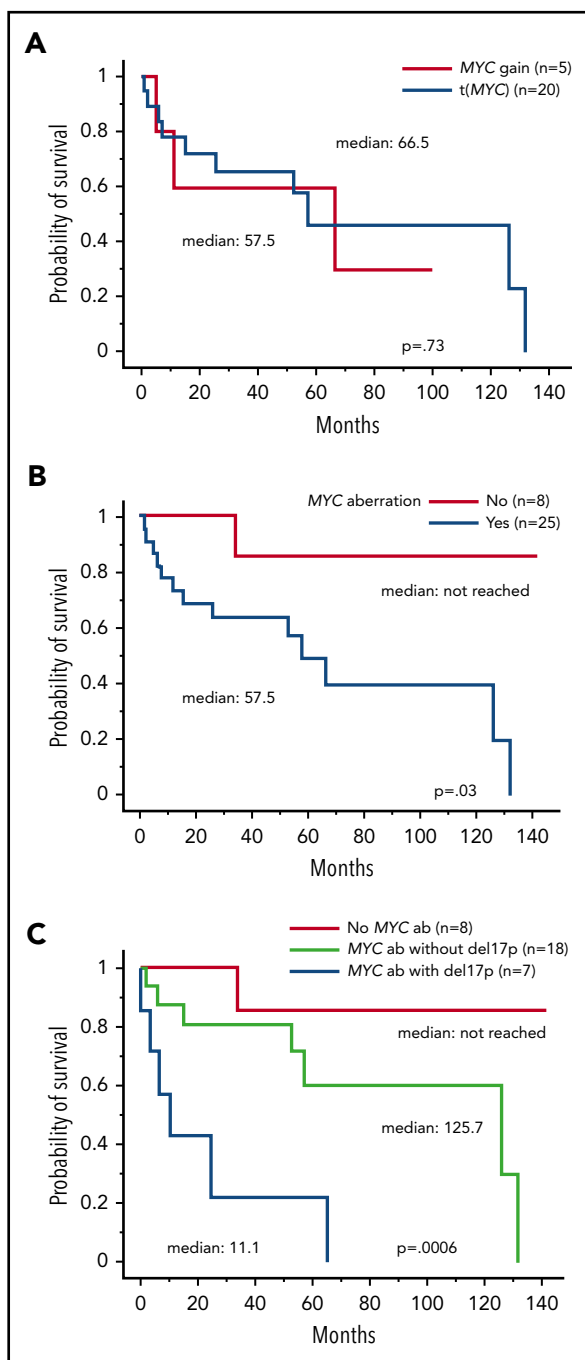 A
MYC gain (n=5)
t(MYC) (n=20)
1
0.8
0.6
0.4
0.2
0
Probability of survival
median: 66.5
median: 57.5
p=.73
0 20 40 60 80 100 120 140
Months
B
MYC aberration No (n=8)
Yes (n=25)
1
0.8
0.6
0.4
0.2
0
Probability of survival
median: not reached
median: 57.5
p=.03
0 20 40 60 80 100 120 140
Months
C
No MYC ab (n=8)
MYC ab without del17p (n=18)
MYC ab with del17p (n=7)
1
0.8
0.6
0.4
0.2
0
Probability of survival
median: not reached
median: 125.7
median: 11.1
p=.0006
0 20 40 60 80 100 120 140
Months